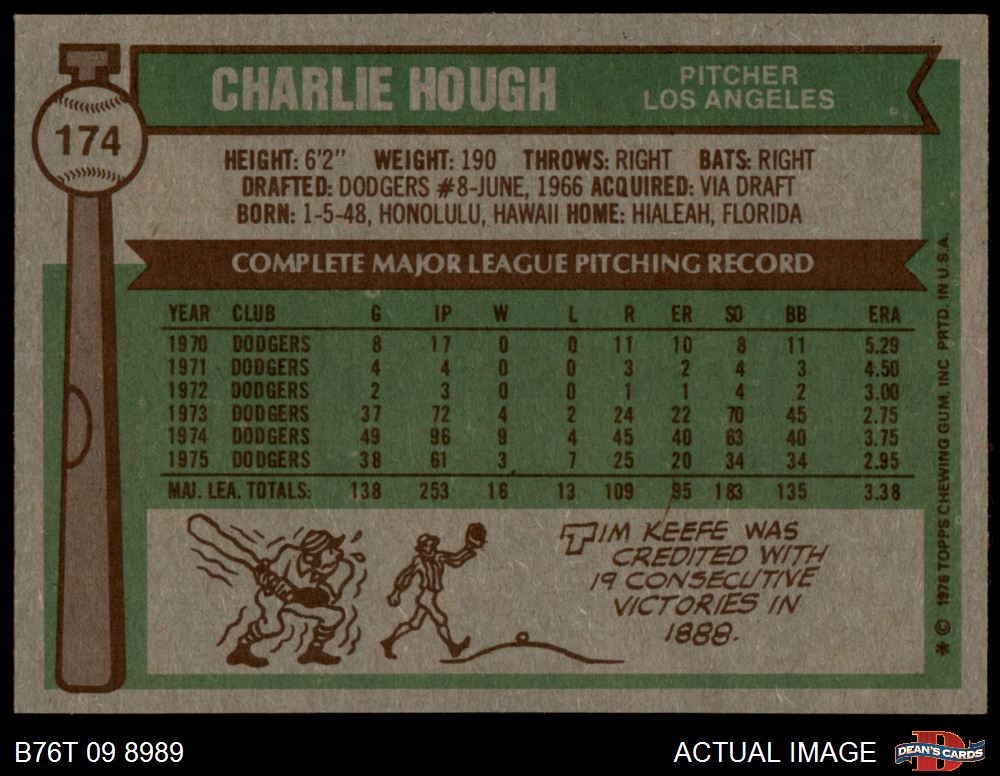 174
CHARLIE HOUGH
PITCHER
LOS ANGELES
HEIGHT: 6'2" WEIGHT: 190 THROWS: RIGHT BATS: RIGHT
DRAFTED: DODGERS #8-JUNE, 1966 ACQUIRED: VIA DRAFT
BORN: 1-5-48, HONOLULU, HAWAII HOME: HIALEAH, FLORIDA
COMPLETE MAJOR LEAGUE PITCHING RECORD
YEAR CLUB G IP W L R ER SO BB ERA
1970 DODGERS 8 17 0 0 11 10 8 11 5.29
1971 DODGERS 4 4 0 0 3 2 4 3 4.50
1972 DODGERS 2 3 0 0 1 1 4 2 3.00
1973 DODGERS 37 72 4 2 24 22 70 45 2.75
1974 DODGERS 49 96 9 4 45 40 63 40 3.75
1975 DODGERS 38 61 3 7 25 20 34 34 2.95
MAJ. LEA. TOTALS: 138 253 16 13 109 95 183 135 3.38
TIM KEEFE WAS
CREDITED WITH
19 CONSECUTIVE
VICTORIES IN
1888.
* © 1976 TOPPS CHEWING GUM, INC PRTD. IN U.S.A.
B76T 09 8989
ACTUAL IMAGE
D
DEAN'S CARDS